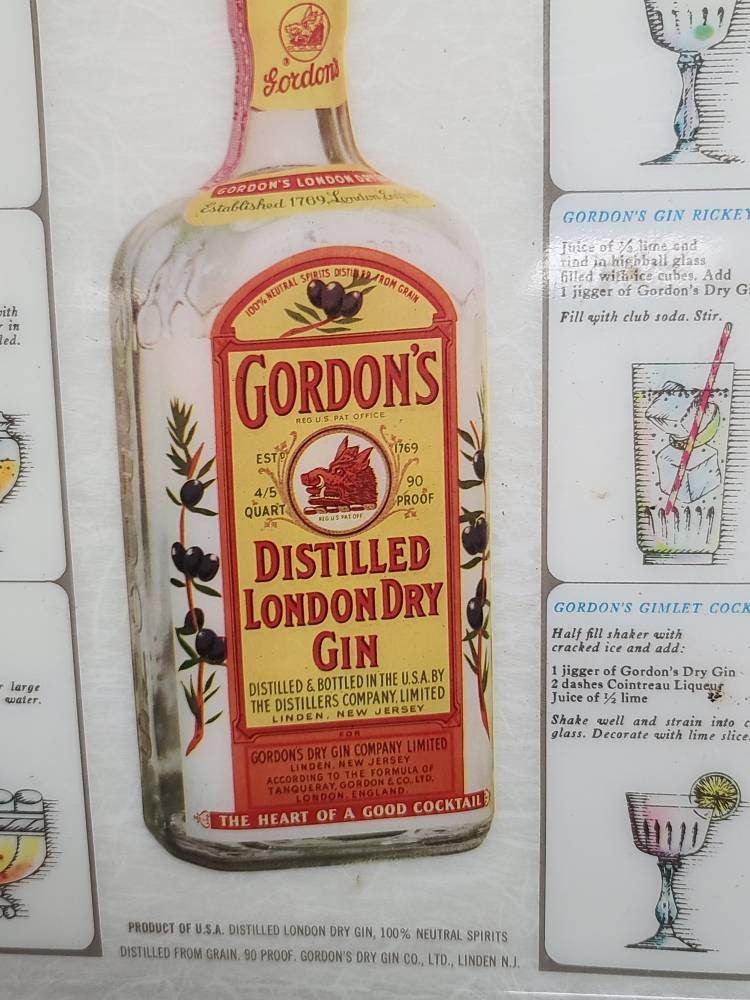 Gordon's
GORDON'S LONDON DRY
Established 1769, London
100% NEUTRAL SPIRITS DISTILLED FROM GRAIN
GORDON'S
REG U.S. PAT. OFFICE
ESTD 1769
4/5 QUART
90 PROOF
REG U S PAT OFF
DISTILLED
LONDON DRY
GIN
DISTILLED & BOTTLED IN THE U.S.A. BY
THE DISTILLERS COMPANY, LIMITED
LINDEN, NEW JERSEY
FOR
GORDON'S DRY GIN COMPANY LIMITED
LINDEN, NEW JERSEY
ACCORDING TO THE FORMULA OF
TANQUERAY, GORDON & CO., LTD.
LONDON, ENGLAND
THE HEART OF A GOOD COCKTAIL
PRODUCT OF U.S.A. DISTILLED LONDON DRY GIN, 100% NEUTRAL SPIRITS
DISTILLED FROM GRAIN. 90 PROOF. GORDON'S DRY GIN CO., LTD., LINDEN N.J.
in
large
water.
GORDON'S GIN RICKEY
Juice of ½ lime and
rind in highball glass
filled with ice cubes. Add
1 jigger of Gordon's Dry G
Fill with club soda. Stir.
GORDON'S GIMLET COCK
Half fill shaker with
cracked ice and add:
1 jigger of Gordon's Dry Gin
2 dashes Cointreau Liqueur
Juice of ½ lime
Shake well and strain into c
glass. Decorate with lime slice.